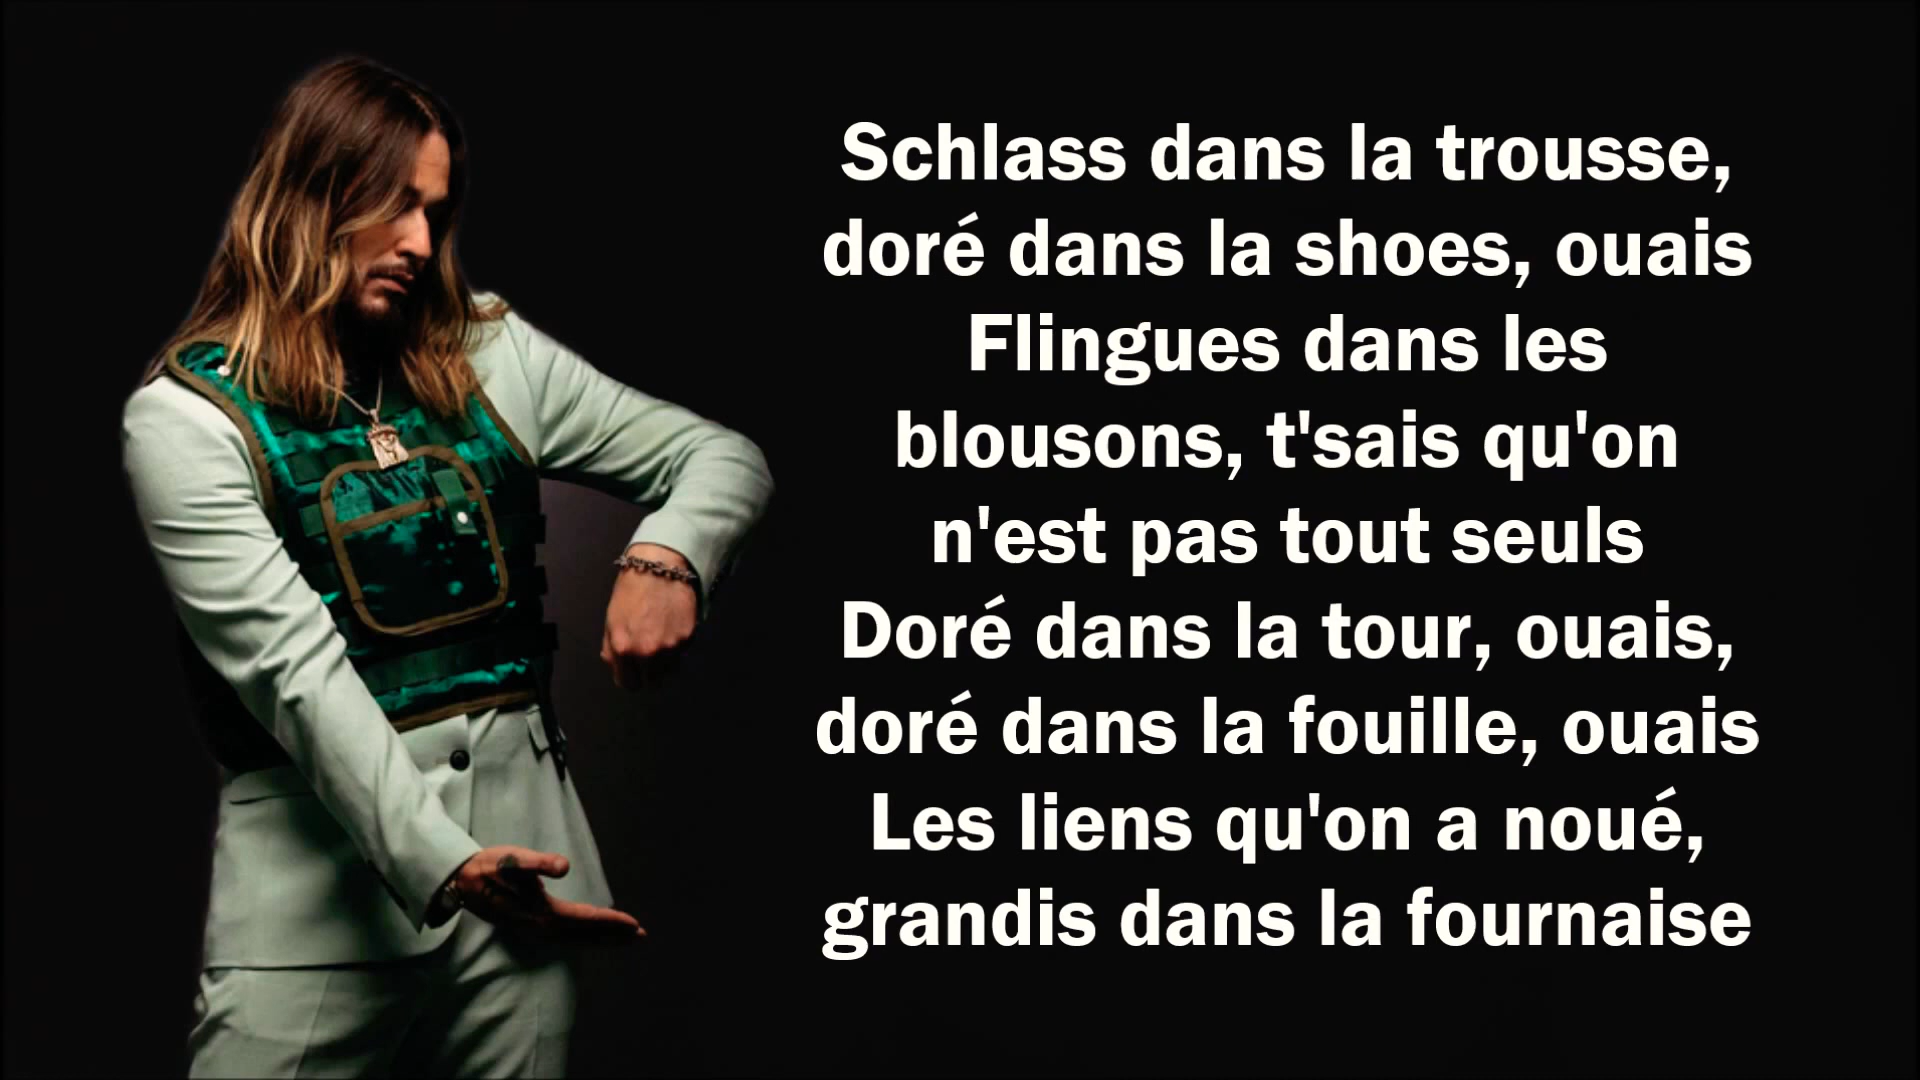 Schlass dans la trousse,
doré dans la shoes, ouais
Flingues dans les
blousons, t'sais qu'on
n'est pas tout seuls
Doré dans la tour, ouais,
doré dans la fouille, ouais
Les liens qu'on a noué,
grandis dans la fournaise